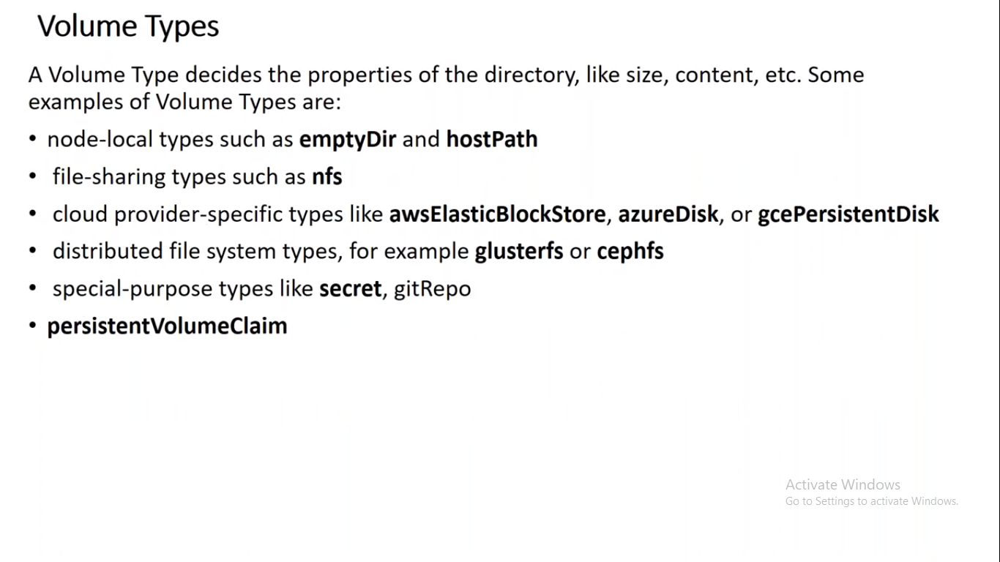 Volume Types
A Volume Type decides the properties of the directory, like size, content, etc. Some
examples of Volume Types are:
• node-local types such as emptyDir and hostPath
• file-sharing types such as nfs
• cloud provider-specific types like awsElasticBlockStore, azureDisk, or gcePersistentDisk
• distributed file system types, for example glusterfs or cephfs
• special-purpose types like secret, gitRepo
• persistentVolumeClaim
Activate Windows
Go to Settings to activate Windows.